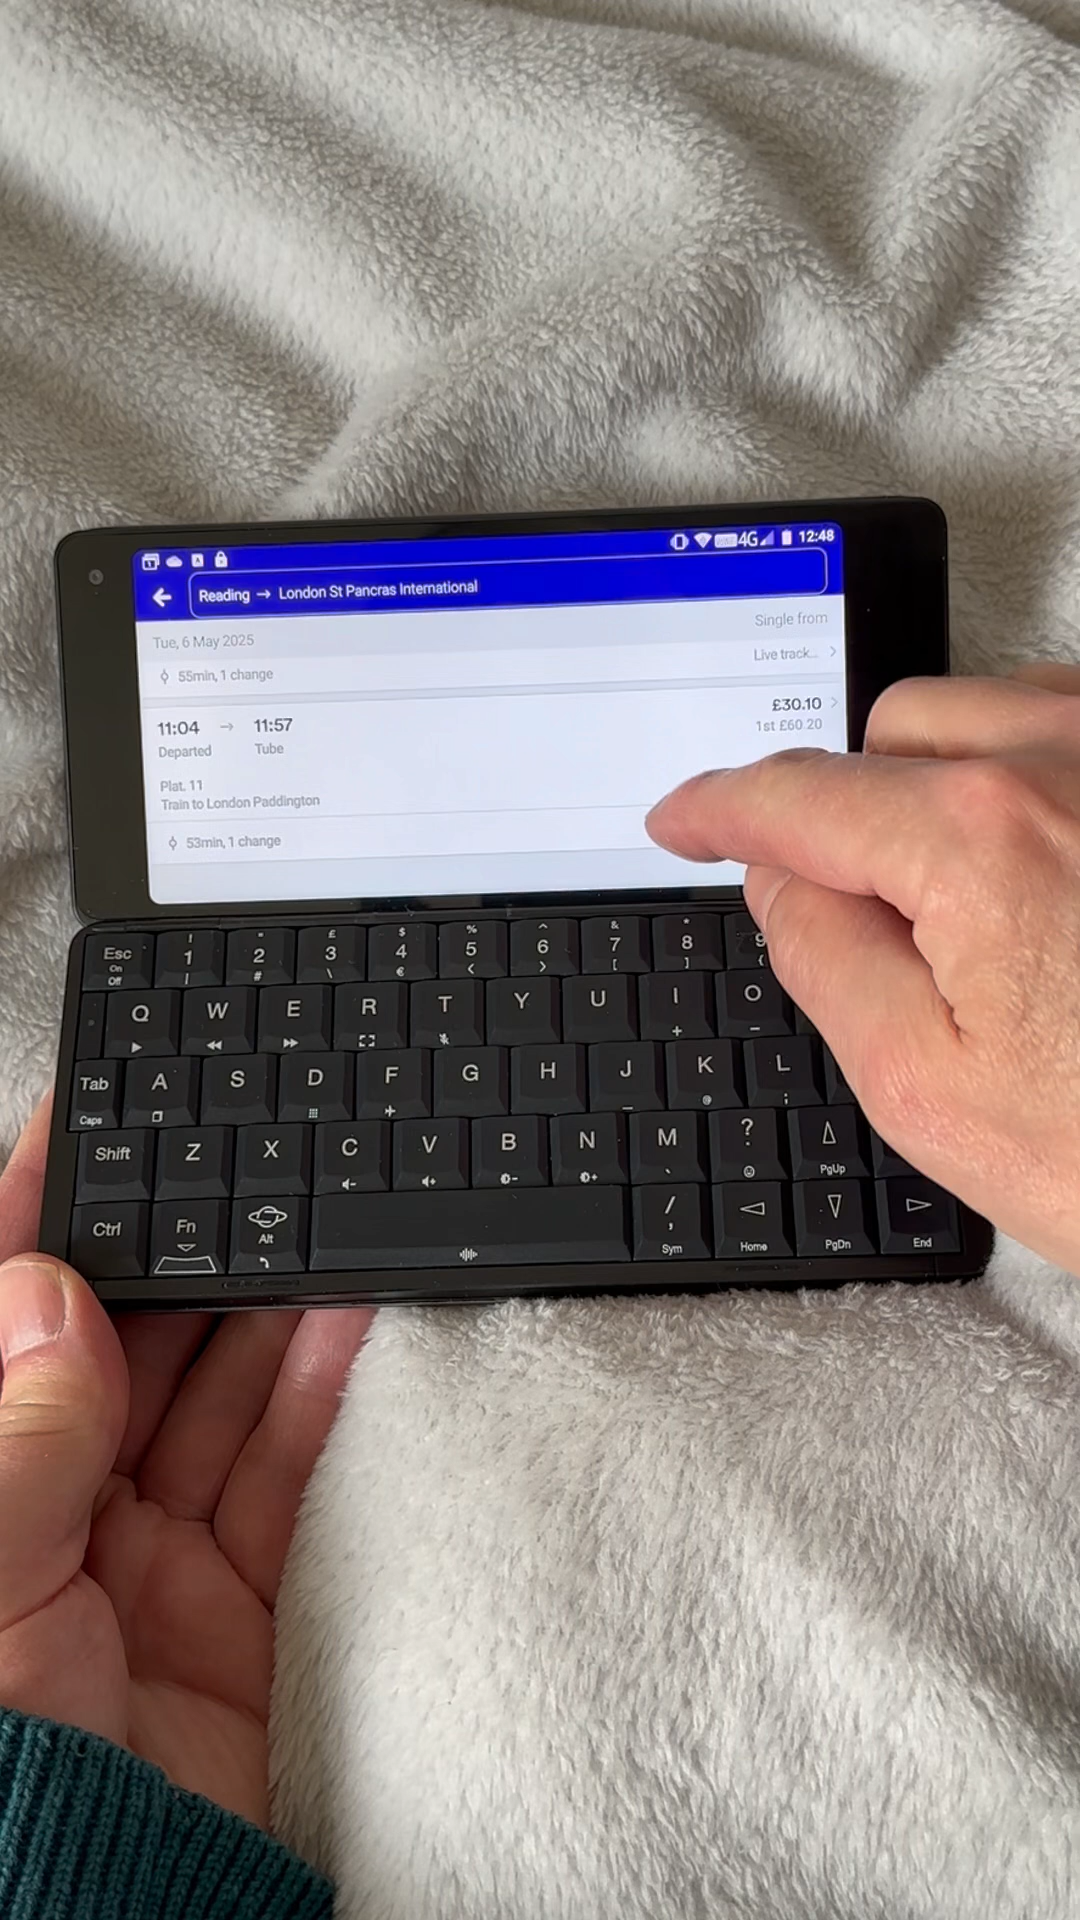 4G 12:48
Reading → London St Pancras International
Tue, 6 May 2025 Single from
55min, 1 change Live track... >
11:04 → 11:57 £30.10 >
Departed Tube 1st £60.20
Plat. 11
Train to London Paddington
53min, 1 change
! " £ $ % ^ & *
Esc 1 2 3 4 5 6 7 8 9
On
Off | # \ € < > [ ] {
Q W E R T Y U I O
+ –
Tab A S D F G H J K L
Caps _ @ ;
Shift Z X C V B N M ?
` PgUp
Ctrl Fn Alt / ,
Sym Home PgDn End